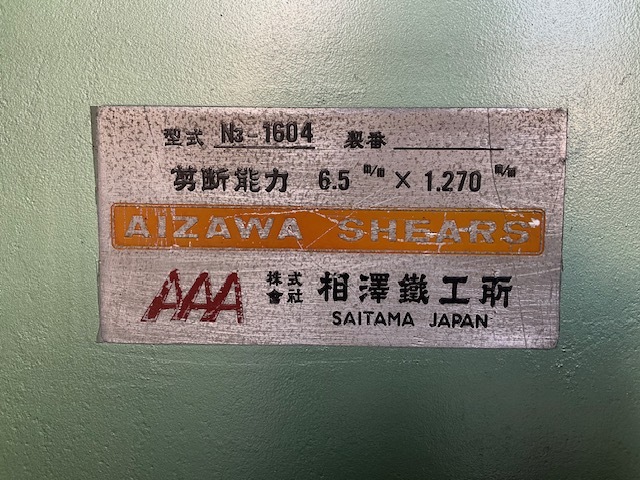 型式 N3-1604 製番
剪断能力 6.5 m/m × 1.270 m/m
AIZAWA SHEARS
AAA 株式會社 相澤鐵工所
SAITAMA JAPAN